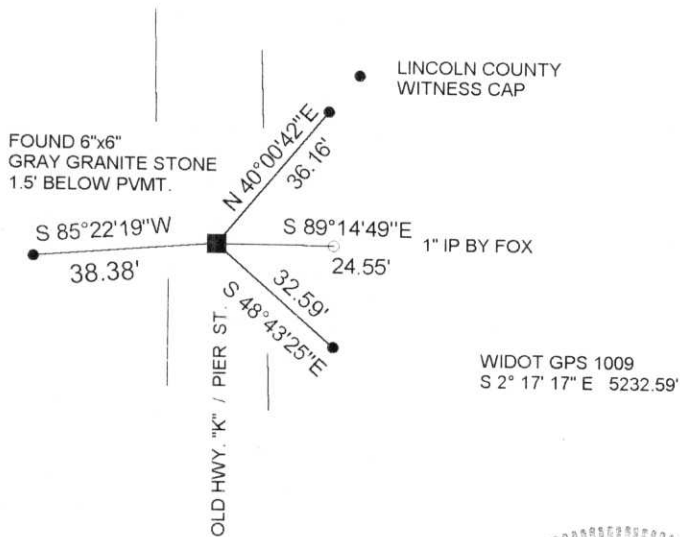 LINCOLN COUNTY
WITNESS CAP
FOUND 6"x6"
GRAY GRANITE STONE
1.5' BELOW PVMT.
N 40°00'42"E
36.16'
S 85°22'19"W
38.38'
S 89°14'49"E
24.55'
1" IP BY FOX
32.59'
S 48°43'25"E
WIDOT GPS 1009
S 2° 17' 17" E 5232.59'
OLD HWY. "K" / PIER ST.